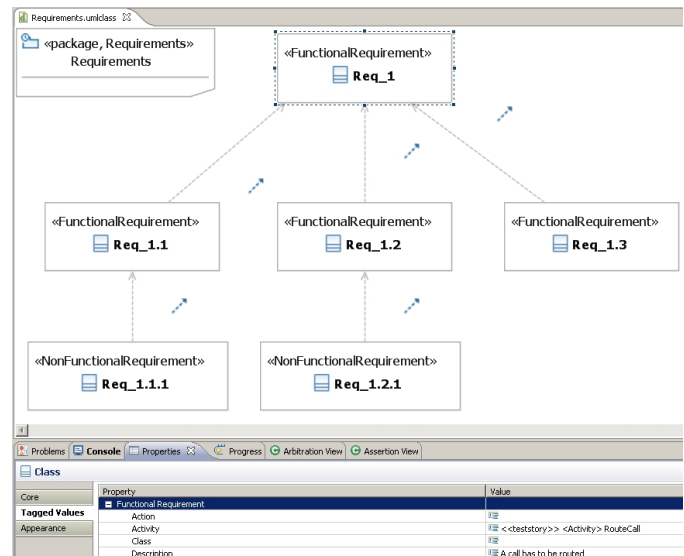 Requirements.umlclass
«package, Requirements»
Requirements
«FunctionalRequirement»
Req_1
«FunctionalRequirement»
Req_1.1
«FunctionalRequirement»
Req_1.2
«FunctionalRequirement»
Req_1.3
«NonFunctionalRequirement»
Req_1.1.1
«NonFunctionalRequirement»
Req_1.2.1
Problems Console Properties Progress Arbitration View Assertion View
Class
Core
Tagged Values
Appearance
Property Value
Functional Requirement
Action
Activity <<teststory>> <Activity> RouteCall
Class
Description A call has to be routed